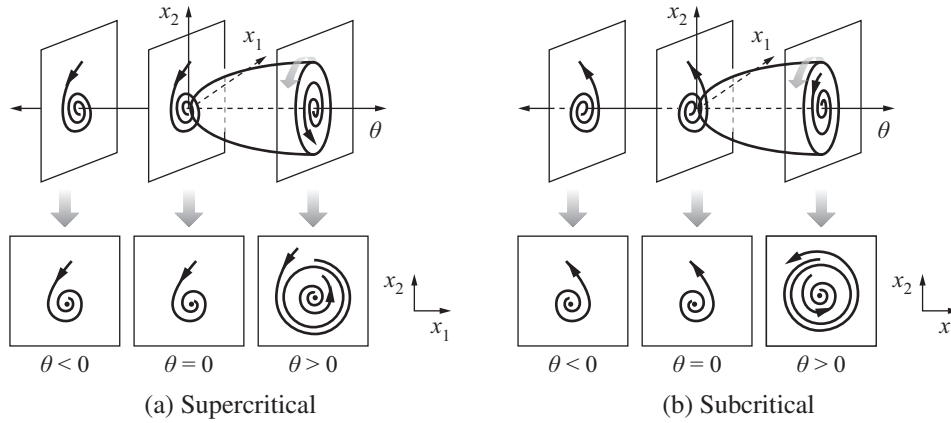 x₂
x₁
θ
x₂
x₁
θ
x₂
x₁
θ < 0
θ = 0
θ > 0
x₂
x
θ < 0
θ = 0
θ > 0
(a) Supercritical
(b) Subcritical